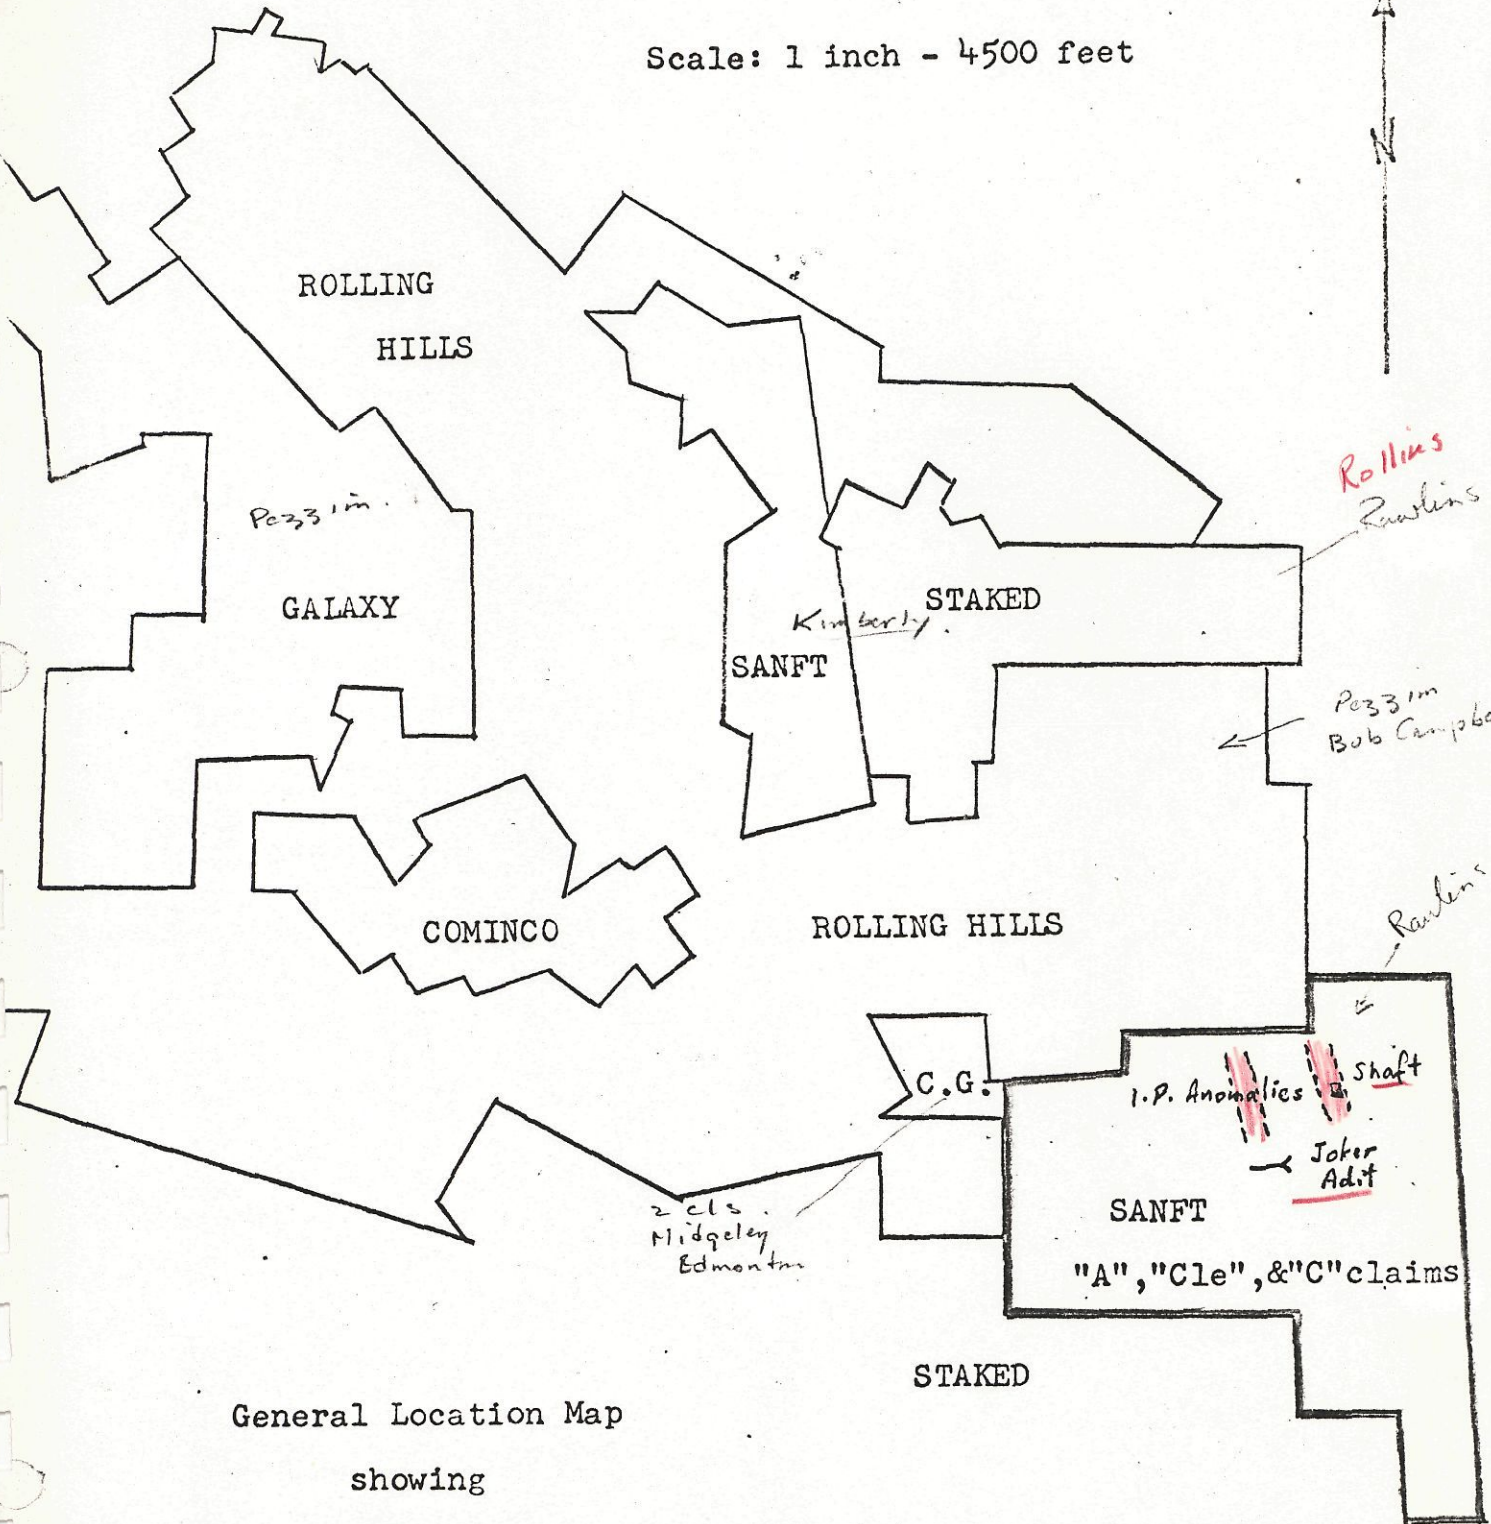 Scale: 1 inch - 4500 feet
N
ROLLING
HILLS
Rollins
Rawlins
Pezzim.
GALAXY
STAKED
Kimberly.
SANFT
Pezzim
Bob Campbe
COMINCO
ROLLING HILLS
Rawlins
C.G.
I.P. Anomalies
Shaft
Joker
Adit
2 cls.
Midgeley
Edmonton
SANFT
"A","Cle",&"C"claims
STAKED
General Location Map
showing